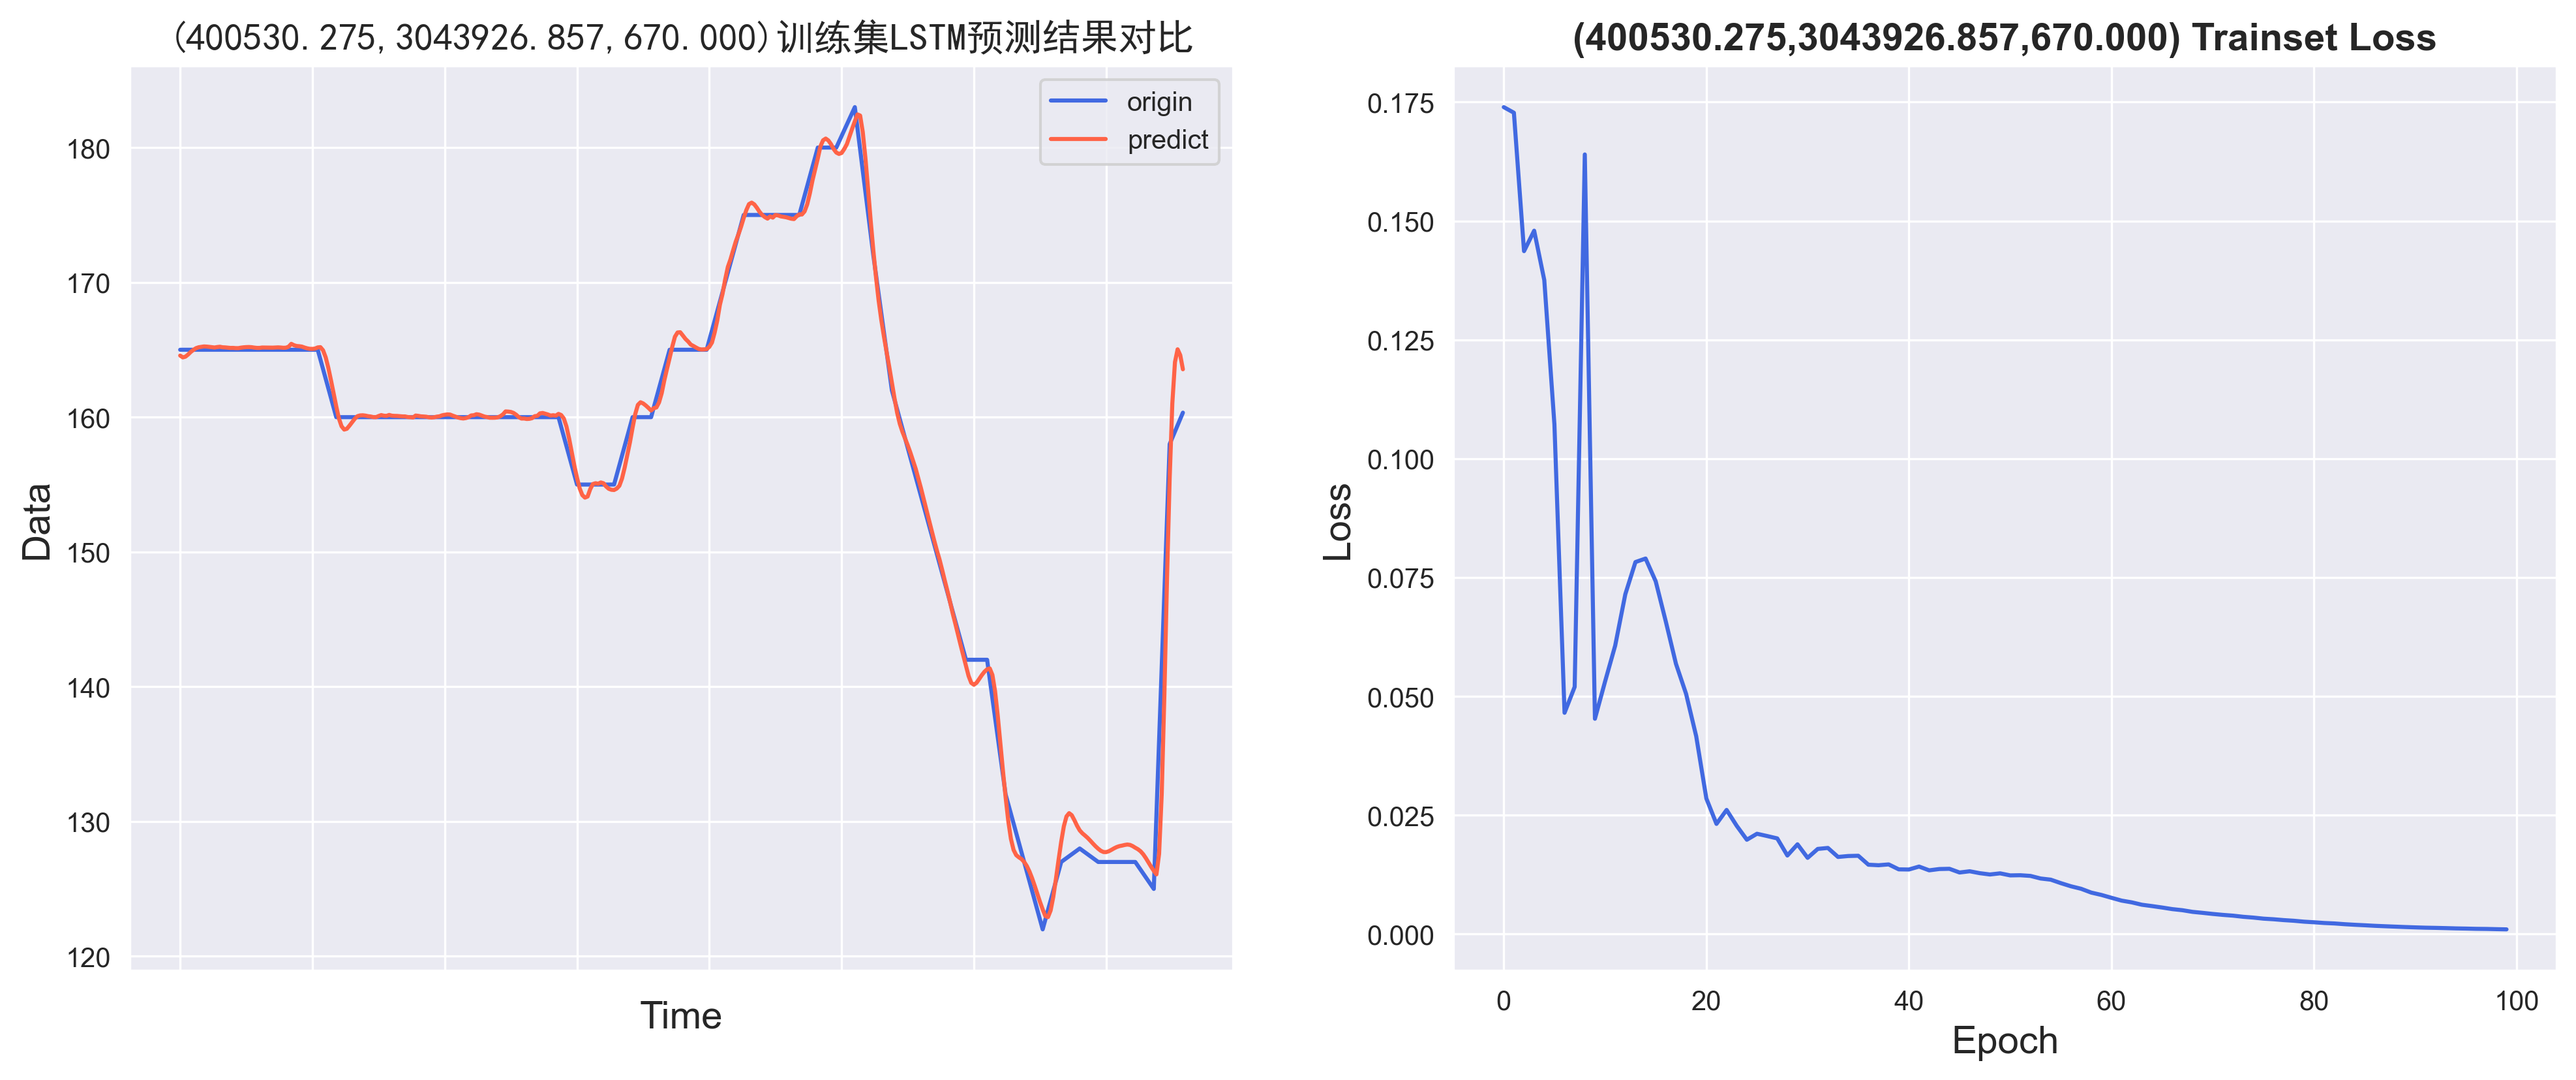 (400530.275,3043926.857,670.000)训练集LSTM预测结果对比
origin
predict
180
170
160
150
140
130
120
Data
Time
(400530.275,3043926.857,670.000) Trainset Loss
0.175
0.150
0.125
0.100
0.075
0.050
0.025
0.000
Loss
0 20 40 60 80 100
Epoch